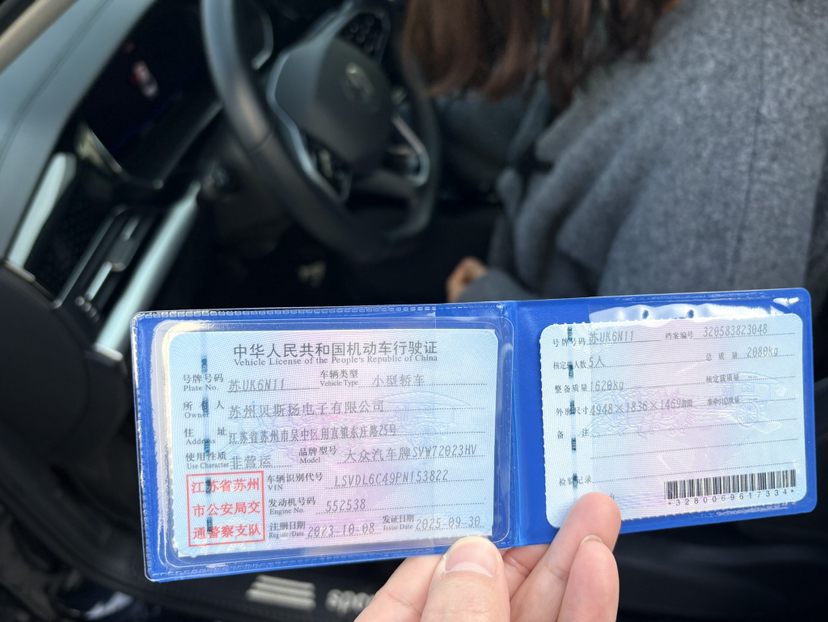 中华人民共和国机动车行驶证
Vehicle License of the People's Republic of China
号牌号码 Plate No. 苏UK6N11 车辆类型 Vehicle Type 小型轿车
所有人 Owner 苏州贝斯扬电子有限公司
住址 Address 江苏省苏州市吴中区甪直镇东庄路25号
使用性质 Use Character 非营运 品牌型号 Model 大众汽车牌SVW72023HV
江苏省苏州
市公安局交
通警察支队
车辆识别代号 VIN LSVDL6C49PN153822
发动机号码 Engine No. 552538
注册日期 Register Date 2023-10-08 发证日期 Issue Date 2025-09-30
号牌号码 苏UK6N11 档案编号 320583823048
核定载人数 5人 总质量 2080kg
整备质量 1620kg 核定载质量
外廓尺寸 4948×1836×1469mm
备注
检验记录
*3280069617334*